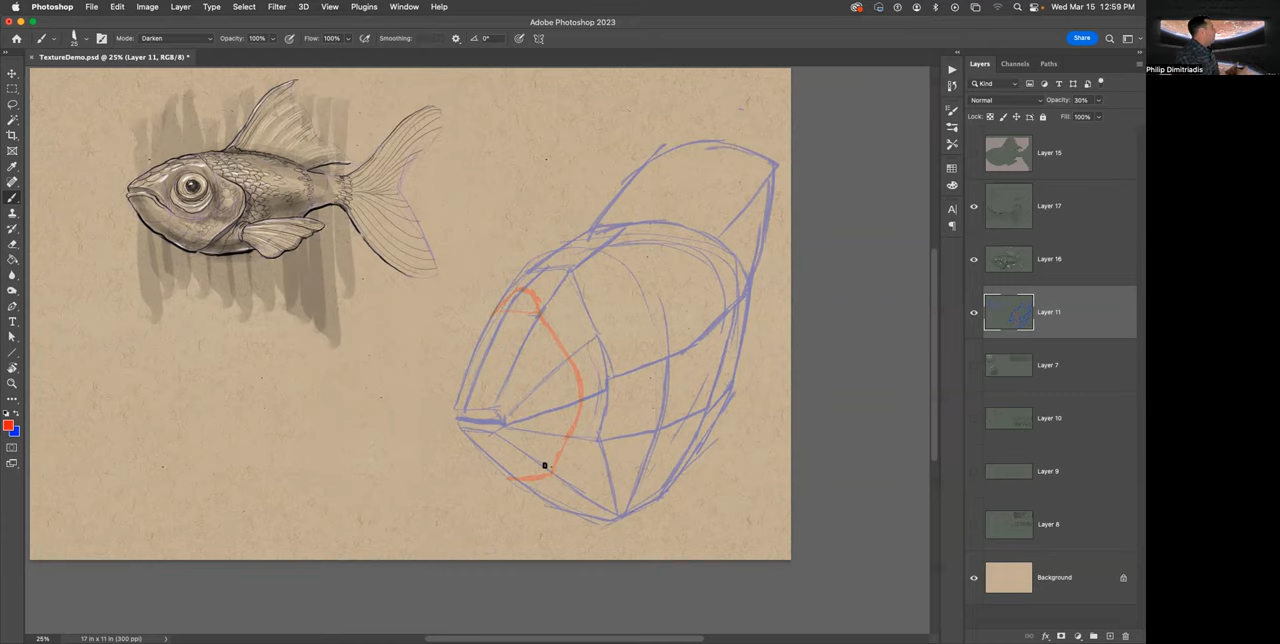 Photoshop File Edit Image Layer Type Select Filter 3D View Plugins Window Help Wed Mar 15 12:59 PM
Adobe Photoshop 2023
25 Mode: Darken Opacity: 100% Flow: 100% Smoothing: 0° Share
TextureDemo.psd @ 25% (Layer 11, RGB/8) *
Layers Channels Paths
Philip Dimitriadis
Kind
Normal Opacity: 30%
Lock: Fill: 100%
Layer 15
Layer 17
Layer 16
Layer 11
Layer 7
Layer 10
Layer 9
Layer 8
Background
25% 17 in x 11 in (300 ppi)